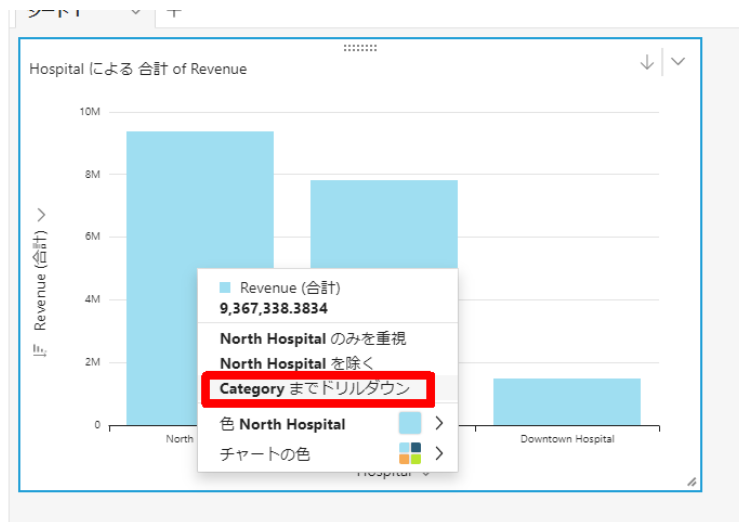 シート 1
+
Hospital による 合計 of Revenue
10M
8M
6M
4M
2M
0
Revenue (合計)
Revenue (合計)
9,367,338.3834
North Hospital のみを重視
North Hospital を除く
Category までドリルダウン
色 North Hospital
チャートの色
North
Downtown Hospital
Hospital